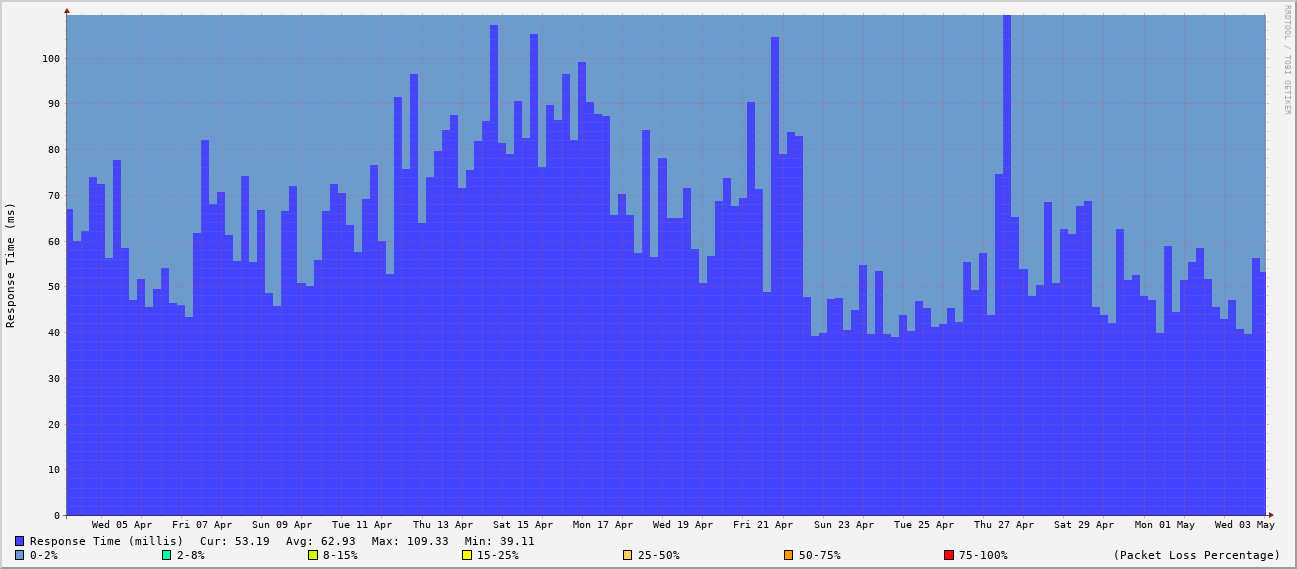 RRDTOOL / TOBI OETIKER
Response Time (ms)
100
90
80
70
60
50
40
30
20
10
0
Wed 05 Apr Fri 07 Apr Sun 09 Apr Tue 11 Apr Thu 13 Apr Sat 15 Apr Mon 17 Apr Wed 19 Apr Fri 21 Apr Sun 23 Apr Tue 25 Apr Thu 27 Apr Sat 29 Apr Mon 01 May Wed 03 May
Response Time (millis) Cur: 53.19 Avg: 62.93 Max: 109.33 Min: 39.11
0-2% 2-8% 8-15% 15-25% 25-50% 50-75% 75-100% (Packet Loss Percentage)